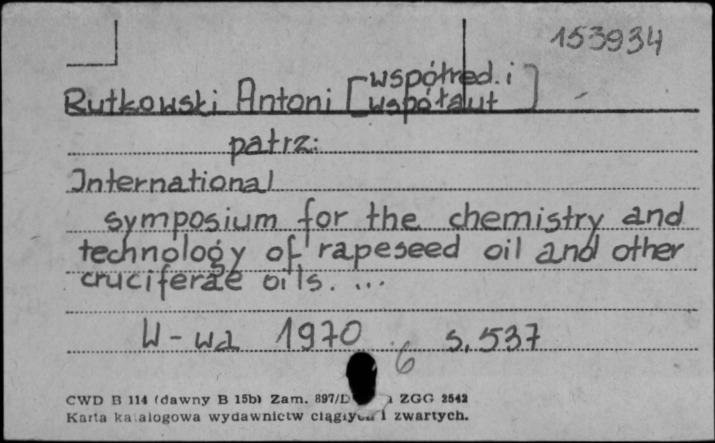 153934
Rutkowski Antoni [współred. i
współaut]
patrz:
International
symposium for the chemistry and
technology of rapeseed oil and other
cruciferae oils. ...
W-wa 1970 s. 537
6
CWD B 114 (dawny B 15b) Zam. 897/D ZGG 2542
Karta katalogowa wydawnictw ciągłych i zwartych.